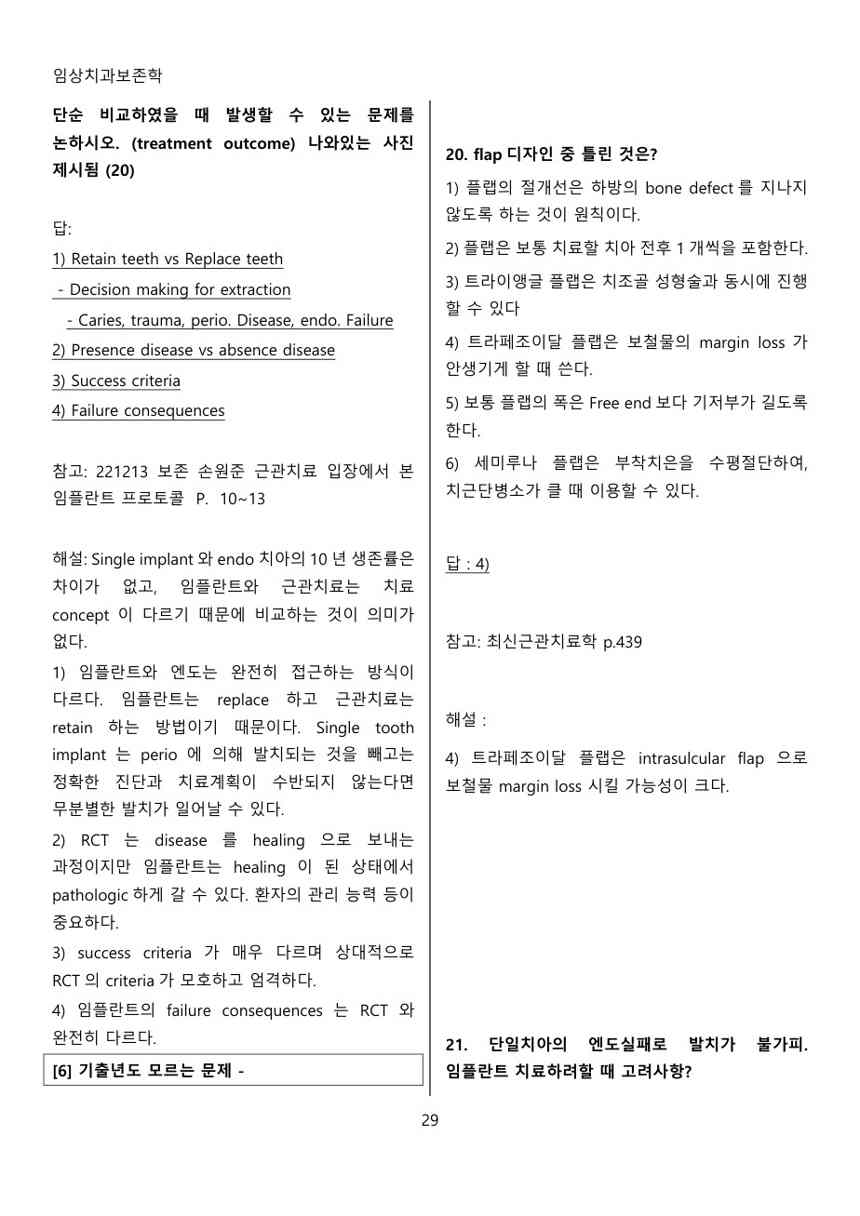 임상치과보존학
단순 비교하였을 때 발생할 수 있는 문제를
논하시오. (treatment outcome) 나와있는 사진
제시됨 (20)
답:
1) Retain teeth vs Replace teeth
- Decision making for extraction
- Caries, trauma, perio. Disease, endo. Failure
2) Presence disease vs absence disease
3) Success criteria
4) Failure consequences
참고: 221213 보존 손원준 근관치료 입장에서 본
임플란트 프로토콜 P. 10~13
해설: Single implant 와 endo 치아의 10 년 생존률은
차이가 없고, 임플란트와 근관치료는 치료
concept 이 다르기 때문에 비교하는 것이 의미가
없다.
1) 임플란트와 엔도는 완전히 접근하는 방식이
다르다. 임플란트는 replace 하고 근관치료는
retain 하는 방법이기 때문이다. Single tooth
implant 는 perio 에 의해 발치되는 것을 빼고는
정확한 진단과 치료계획이 수반되지 않는다면
무분별한 발치가 일어날 수 있다.
2) RCT 는 disease 를 healing 으로 보내는
과정이지만 임플란트는 healing 이 된 상태에서
pathologic 하게 갈 수 있다. 환자의 관리 능력 등이
중요하다.
3) success criteria 가 매우 다르며 상대적으로
RCT 의 criteria 가 모호하고 엄격하다.
4) 임플란트의 failure consequences 는 RCT 와
완전히 다르다.
[6] 기출년도 모르는 문제 -
20. flap 디자인 중 틀린 것은?
1) 플랩의 절개선은 하방의 bone defect 를 지나지
않도록 하는 것이 원칙이다.
2) 플랩은 보통 치료할 치아 전후 1 개씩을 포함한다.
3) 트라이앵글 플랩은 치조골 성형술과 동시에 진행
할 수 있다
4) 트라페조이달 플랩은 보철물의 margin loss 가
안생기게 할 때 쓴다.
5) 보통 플랩의 폭은 Free end 보다 기저부가 길도록
한다.
6) 세미루나 플랩은 부착치은을 수평절단하여,
치근단병소가 클 때 이용할 수 있다.
답 : 4)
참고: 최신근관치료학 p.439
해설 :
4) 트라페조이달 플랩은 intrasulcular flap 으로
보철물 margin loss 시킬 가능성이 크다.
21. 단일치아의 엔도실패로 발치가 불가피.
임플란트 치료하려할 때 고려사항?
29